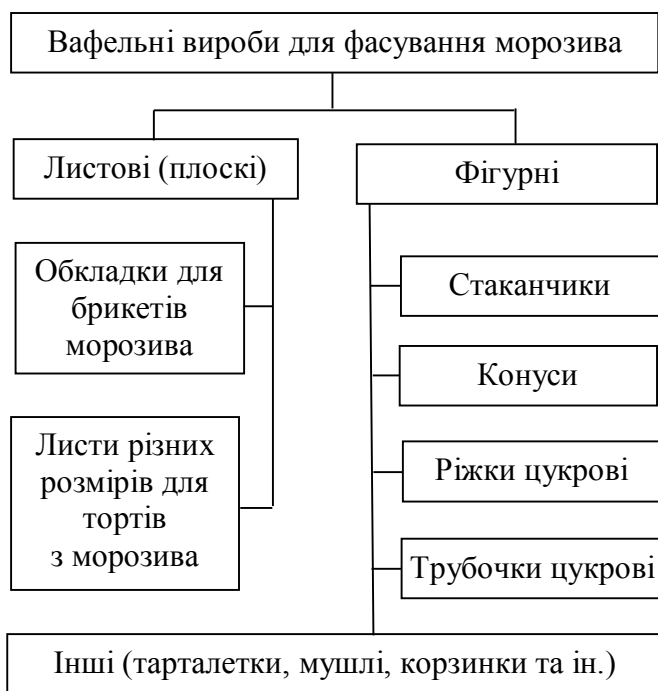 Вафельні вироби для фасування морозива
Листові (плоскі)
Фігурні
Обкладки для
брикетів
морозива
Листи різних
розмірів для
тортів
з морозива
Стаканчики
Конуси
Ріжки цукрові
Трубочки цукрові
Інші (тарталетки, мушлі, корзинки та ін.)